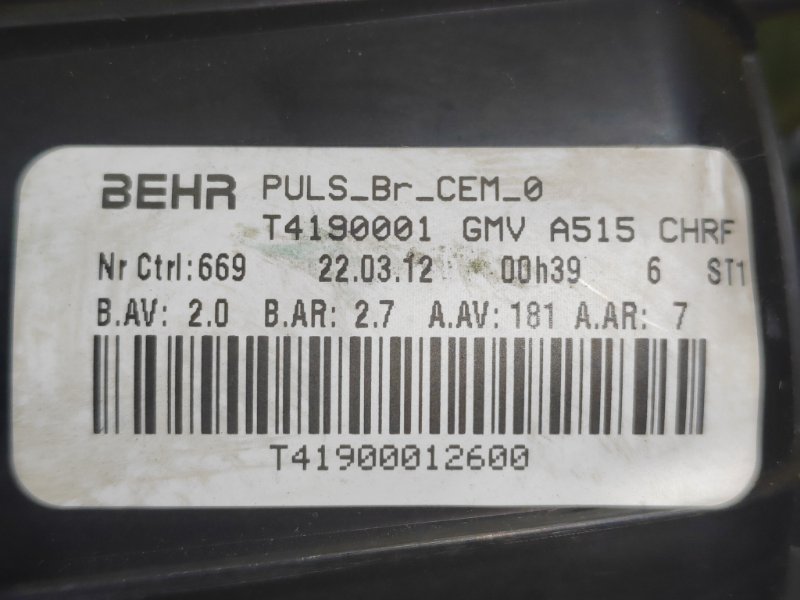 BEHR PULS_Br_CEM_0
T4190001 GMV A515 CHRF
Nr Ctrl:669 22.03.12 00h39 6 ST1
B.AV: 2.0 B.AR: 2.7 A.AV: 181 A.AR: 7
T41900012600